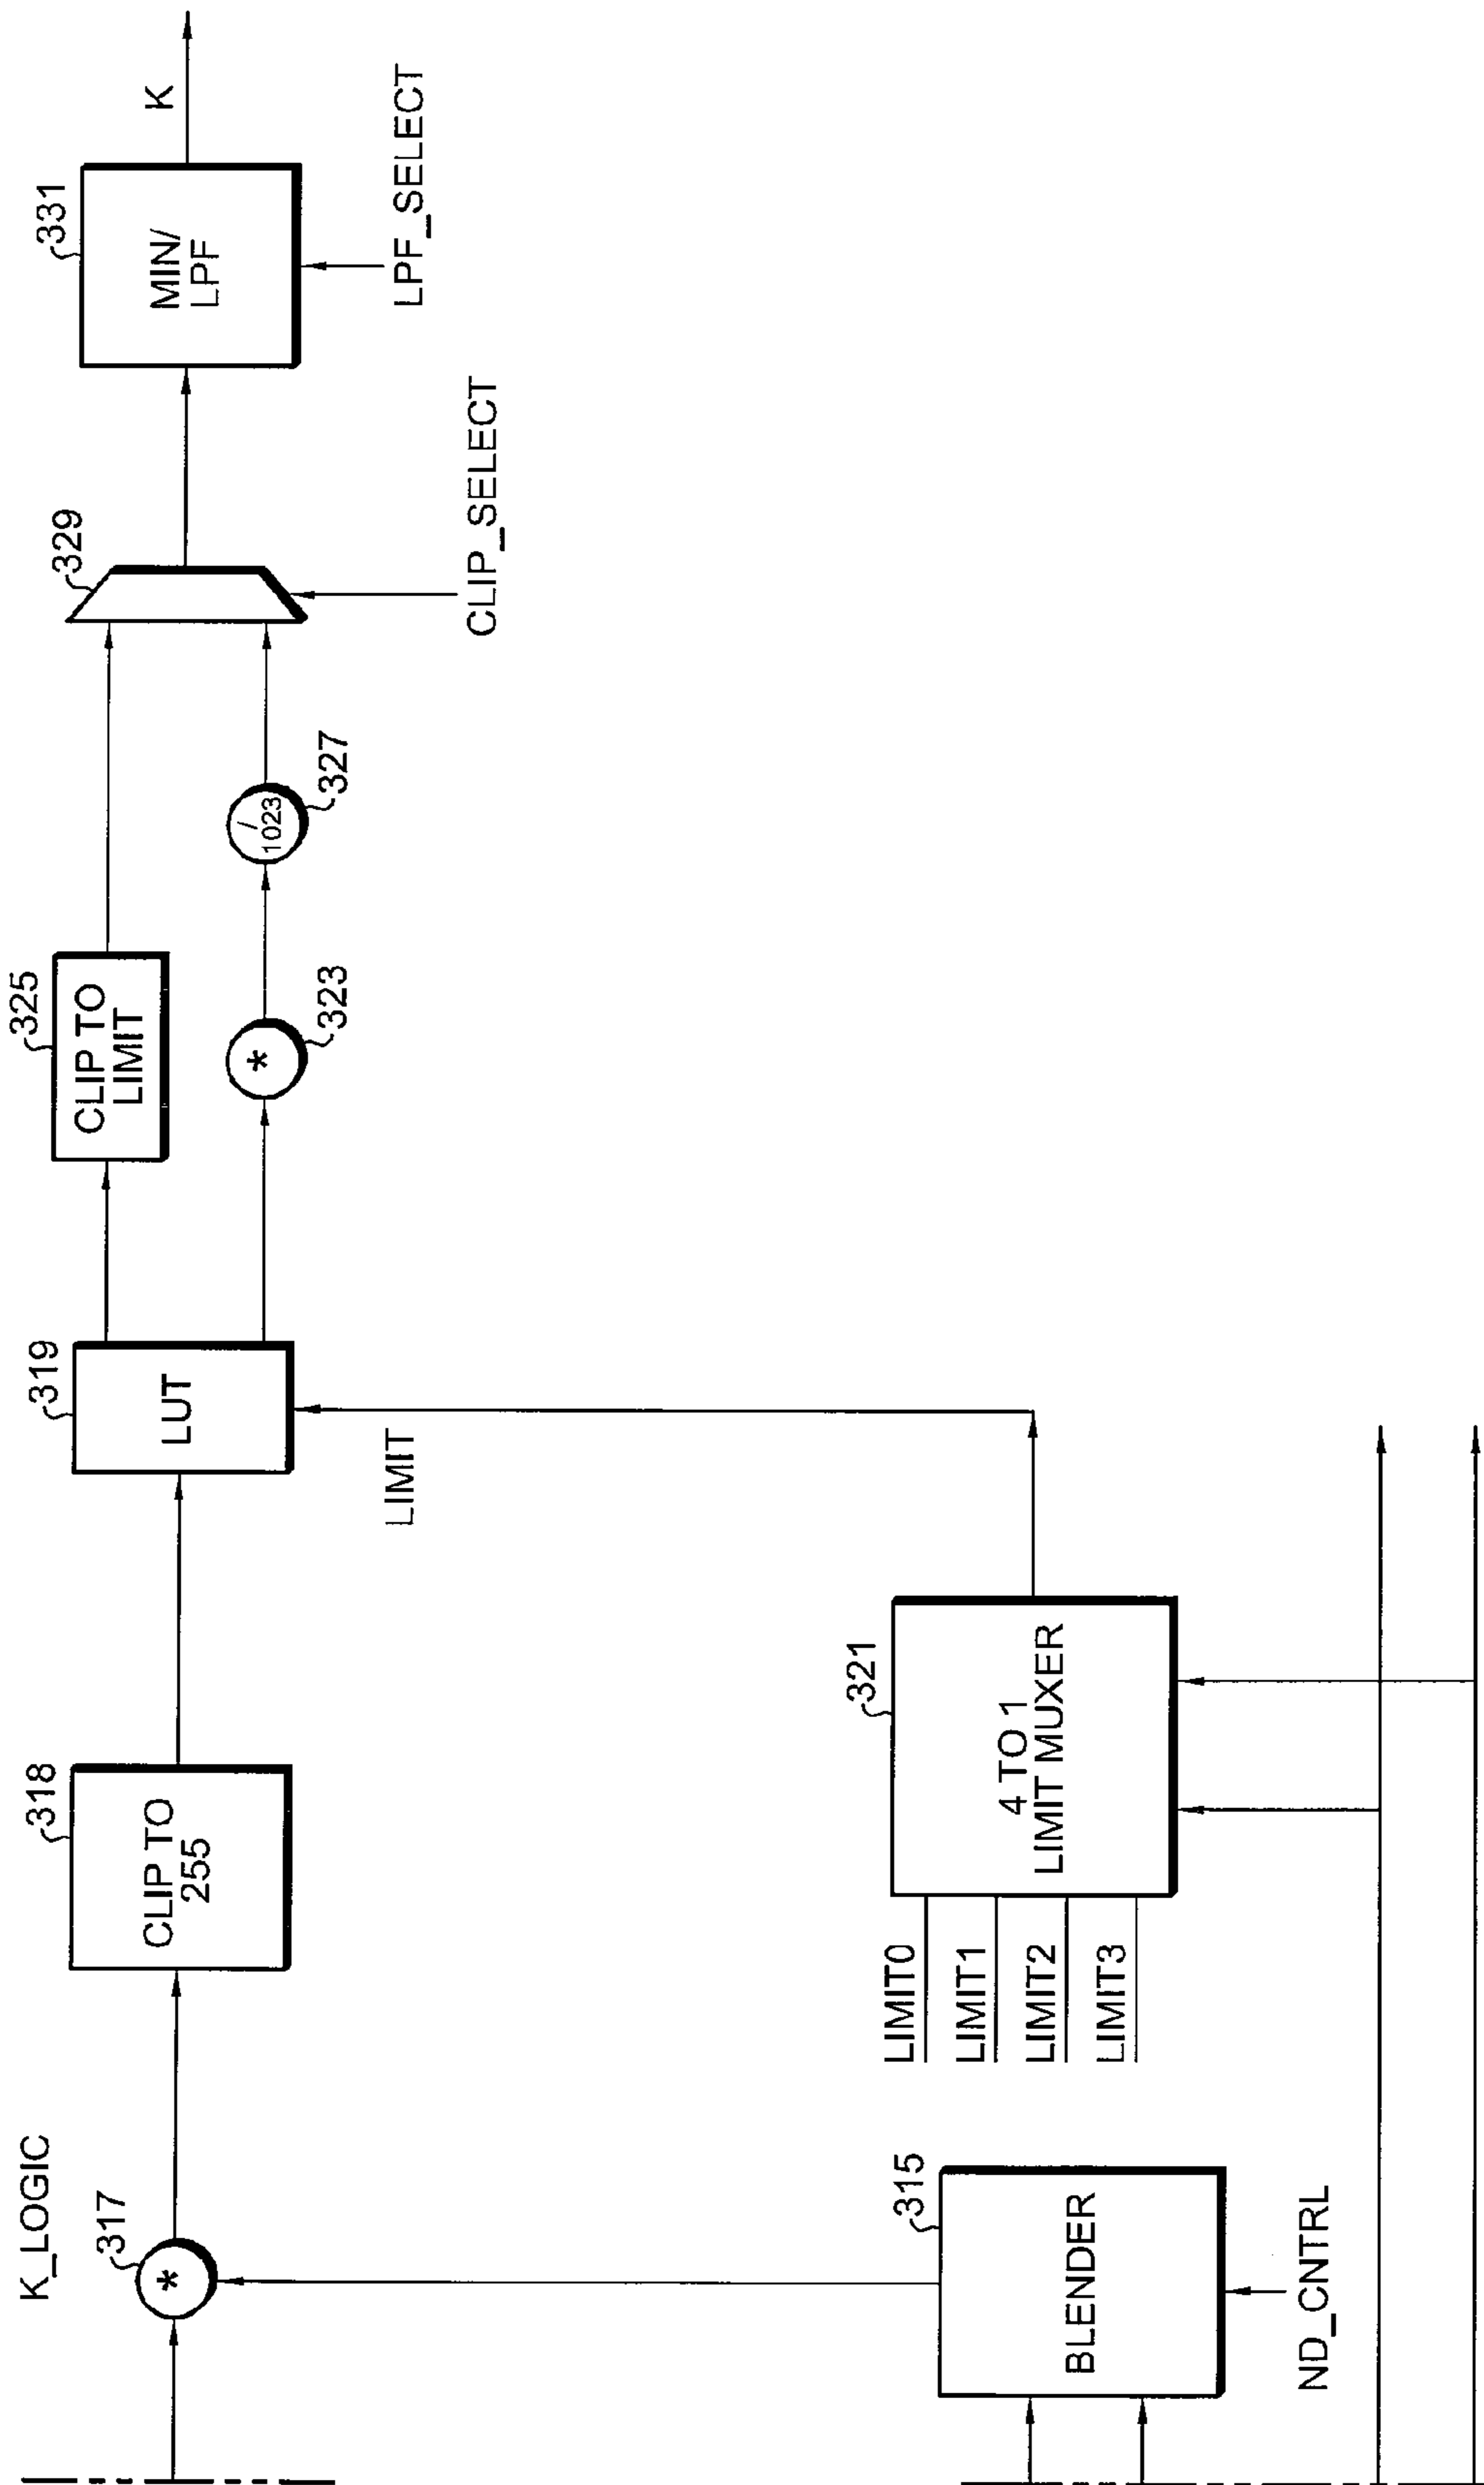 K_LOGIC
317
318
CLIP TO
255
319
LUT
LIMIT
325
CLIP TO
LIMIT
*
323
/
1023
327
329
CLIP_SELECT
331
MIN/
LPF
LPF_SELECT
K
*
315
BLENDER
ND_CNTRL
LIMIT0
LIMIT1
LIMIT2
LIMIT3
321
4 TO 1
LIMIT MUXER